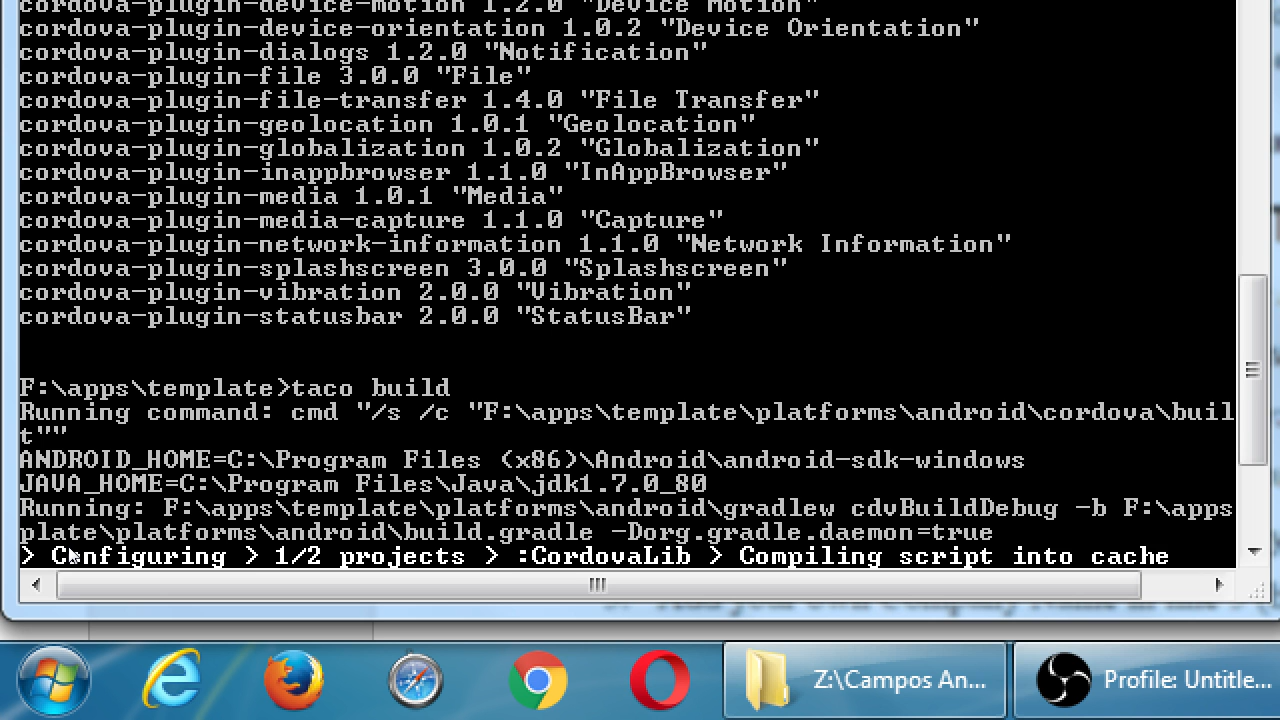 cordova-plugin-device-motion 1.2.0 "Device Motion"
cordova-plugin-device-orientation 1.0.2 "Device Orientation"
cordova-plugin-dialogs 1.2.0 "Notification"
cordova-plugin-file 3.0.0 "File"
cordova-plugin-file-transfer 1.4.0 "File Transfer"
cordova-plugin-geolocation 1.0.1 "Geolocation"
cordova-plugin-globalization 1.0.2 "Globalization"
cordova-plugin-inappbrowser 1.1.0 "InAppBrowser"
cordova-plugin-media 1.0.1 "Media"
cordova-plugin-media-capture 1.1.0 "Capture"
cordova-plugin-network-information 1.1.0 "Network Information"
cordova-plugin-splashscreen 3.0.0 "Splashscreen"
cordova-plugin-vibration 2.0.0 "Vibration"
cordova-plugin-statusbar 2.0.0 "StatusBar"
F:\apps\template>taco build
Running command: cmd "/s /c "F:\apps\template\platforms\android\cordova\buil
t""
ANDROID_HOME=C:\Program Files (x86)\Android\android-sdk-windows
JAVA_HOME=C:\Program Files\Java\jdk1.7.0_80
Running: F:\apps\template\platforms\android\gradlew cdvBuildDebug -b F:\apps
plate\platforms\android\build.gradle -Dorg.gradle.daemon=true
> Configuring > 1/2 projects > :CordovaLib > Compiling script into cache
Z:\Campos An...
Profile: Untitle...